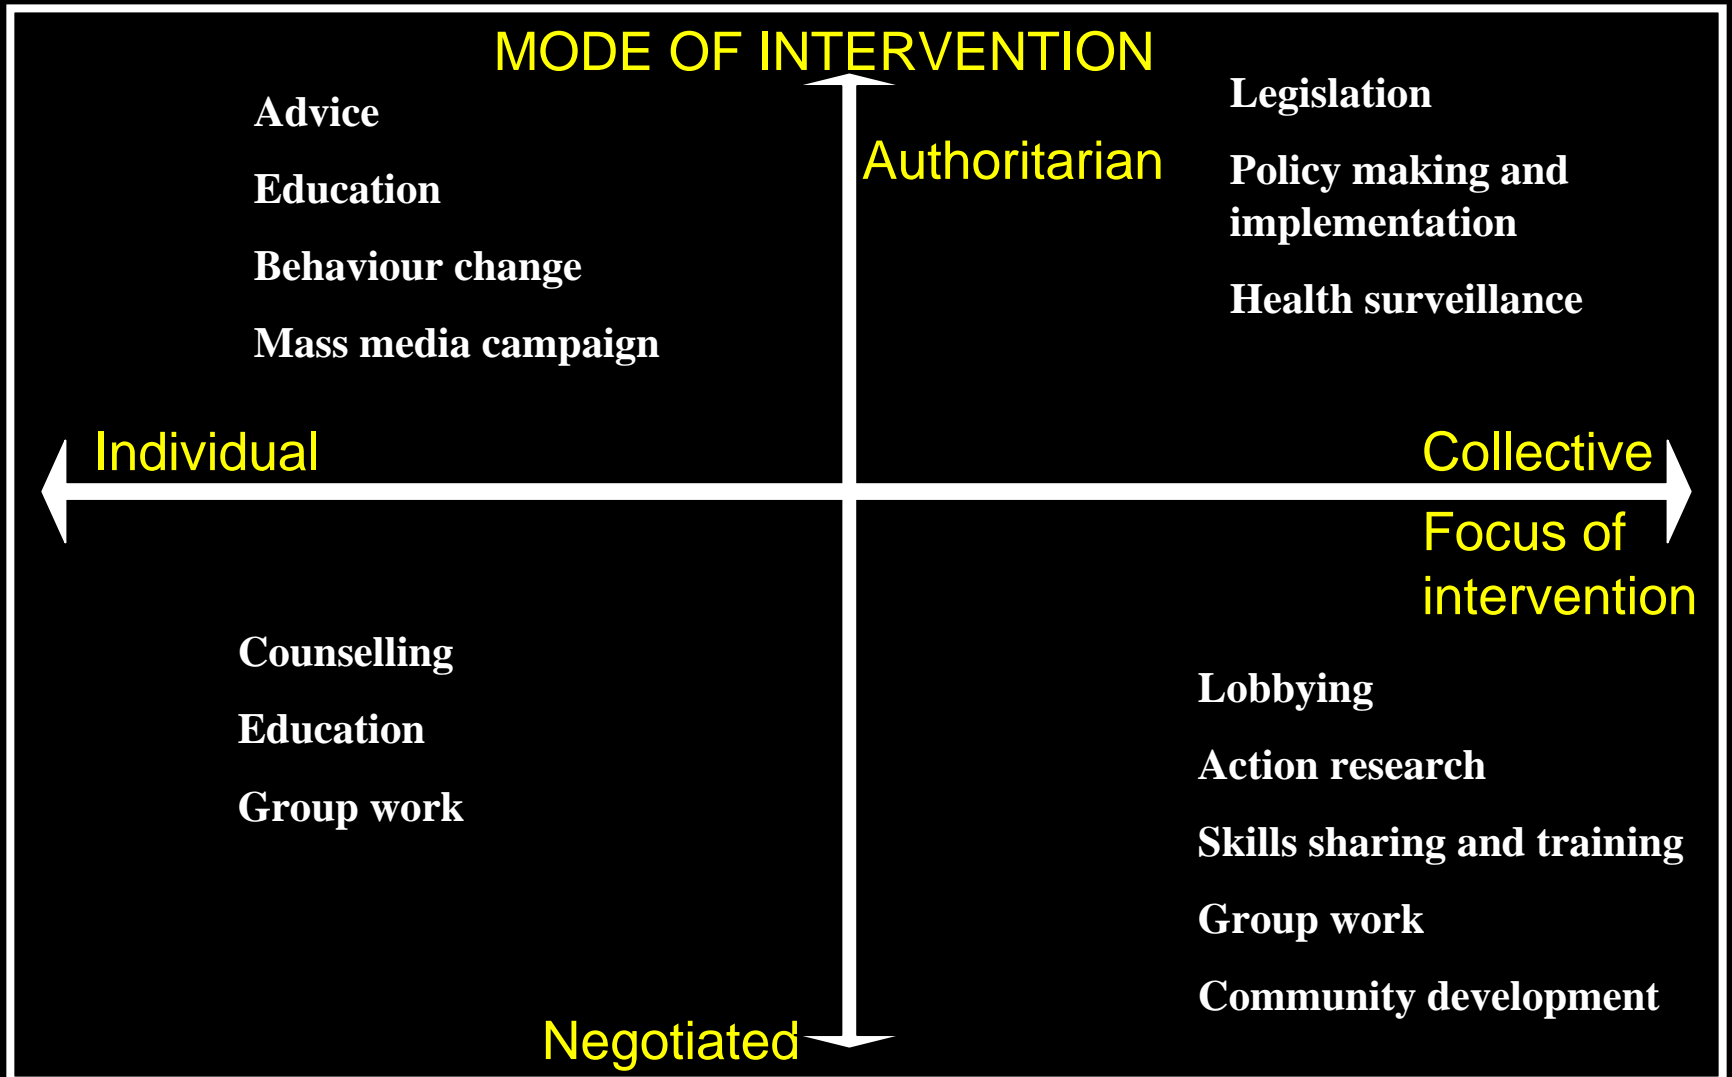 MODE OF INTERVENTION
Advice
Education
Behaviour change
Mass media campaign
Authoritarian
Legislation
Policy making and
implementation
Health surveillance
Individual
Collective
Focus of
intervention
Counselling
Education
Group work
Lobbying
Action research
Skills sharing and training
Group work
Community development
Negotiated